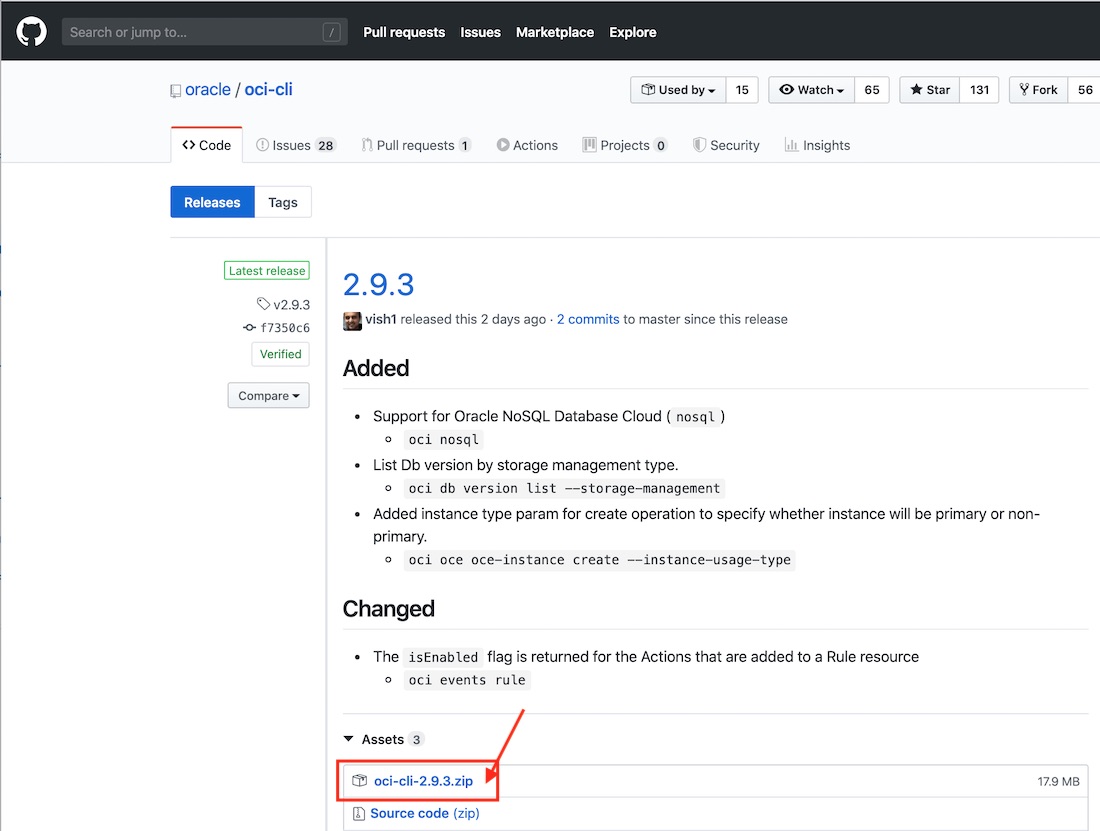 Search or jump to... / Pull requests Issues Marketplace Explore
oracle / oci-cli Used by 15 Watch 65 Star 131 Fork 56
<> Code Issues 28 Pull requests 1 Actions Projects 0 Security Insights
Releases Tags
Latest release
v2.9.3
f7350c6
Verified
Compare
2.9.3
vish1 released this 2 days ago · 2 commits to master since this release
Added
• Support for Oracle NoSQL Database Cloud ( nosql )
oci nosql
• List Db version by storage management type.
oci db version list --storage-management
• Added instance type param for create operation to specify whether instance will be primary or non-
primary.
oci oce oce-instance create --instance-usage-type
Changed
• The isEnabled flag is returned for the Actions that are added to a Rule resource
oci events rule
Assets 3
oci-cli-2.9.3.zip 17.9 MB
Source code (zip)